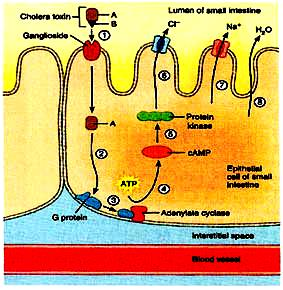 Cholera toxin
A
B
Lumen of small intestine
Cl⁻
Na⁺
H₂O
Ganglioside
1
6
7
8
A
Protein
kinase
5
2
cAMP
ATP
4
Epithelial
cell of small
intestine
3
G protein
Adenylate cyclase
Interstitial space
Blood vessel